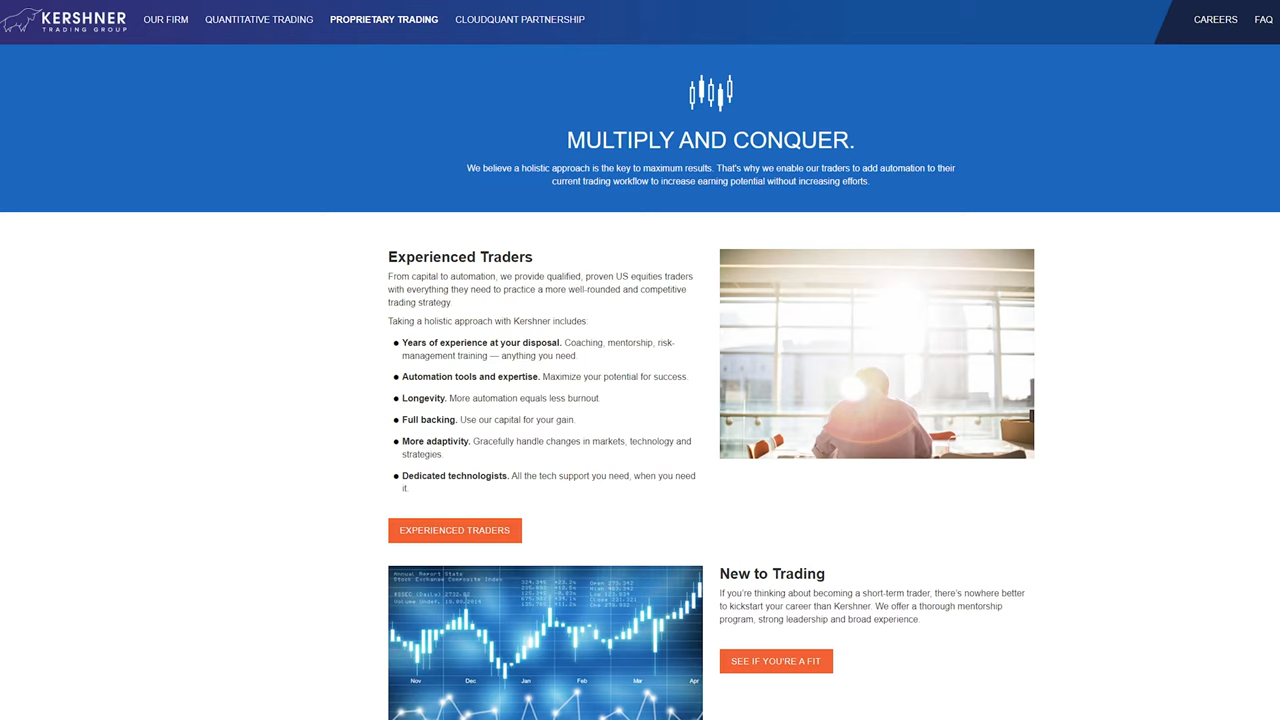 KERSHNER
TRADING GROUP
OUR FIRM
QUANTITATIVE TRADING
PROPRIETARY TRADING
CLOUDQUANT PARTNERSHIP
CAREERS
FAQ
MULTIPLY AND CONQUER.
We believe a holistic approach is the key to maximum results. That's why we enable our traders to add automation to their
current trading workflow to increase earning potential without increasing efforts.
Experienced Traders
From capital to automation, we provide qualified, proven US equities traders
with everything they need to practice a more well-rounded and competitive
trading strategy.
Taking a holistic approach with Kershner includes:
● Years of experience at your disposal. Coaching, mentorship, risk-
management training — anything you need.
● Automation tools and expertise. Maximize your potential for success.
● Longevity. More automation equals less burnout.
● Full backing. Use our capital for your gain.
● More adaptivity. Gracefully handle changes in markets, technology and
strategies.
● Dedicated technologists. All the tech support you need, when you need
it.
EXPERIENCED TRADERS
Annual Report Stats
Stock Exchange Composite Index
Nov Dec Jan Feb Mar Apr
New to Trading
If you're thinking about becoming a short-term trader, there's nowhere better
to kickstart your career than Kershner. We offer a thorough mentorship
program, strong leadership and broad experience.
SEE IF YOU'RE A FIT